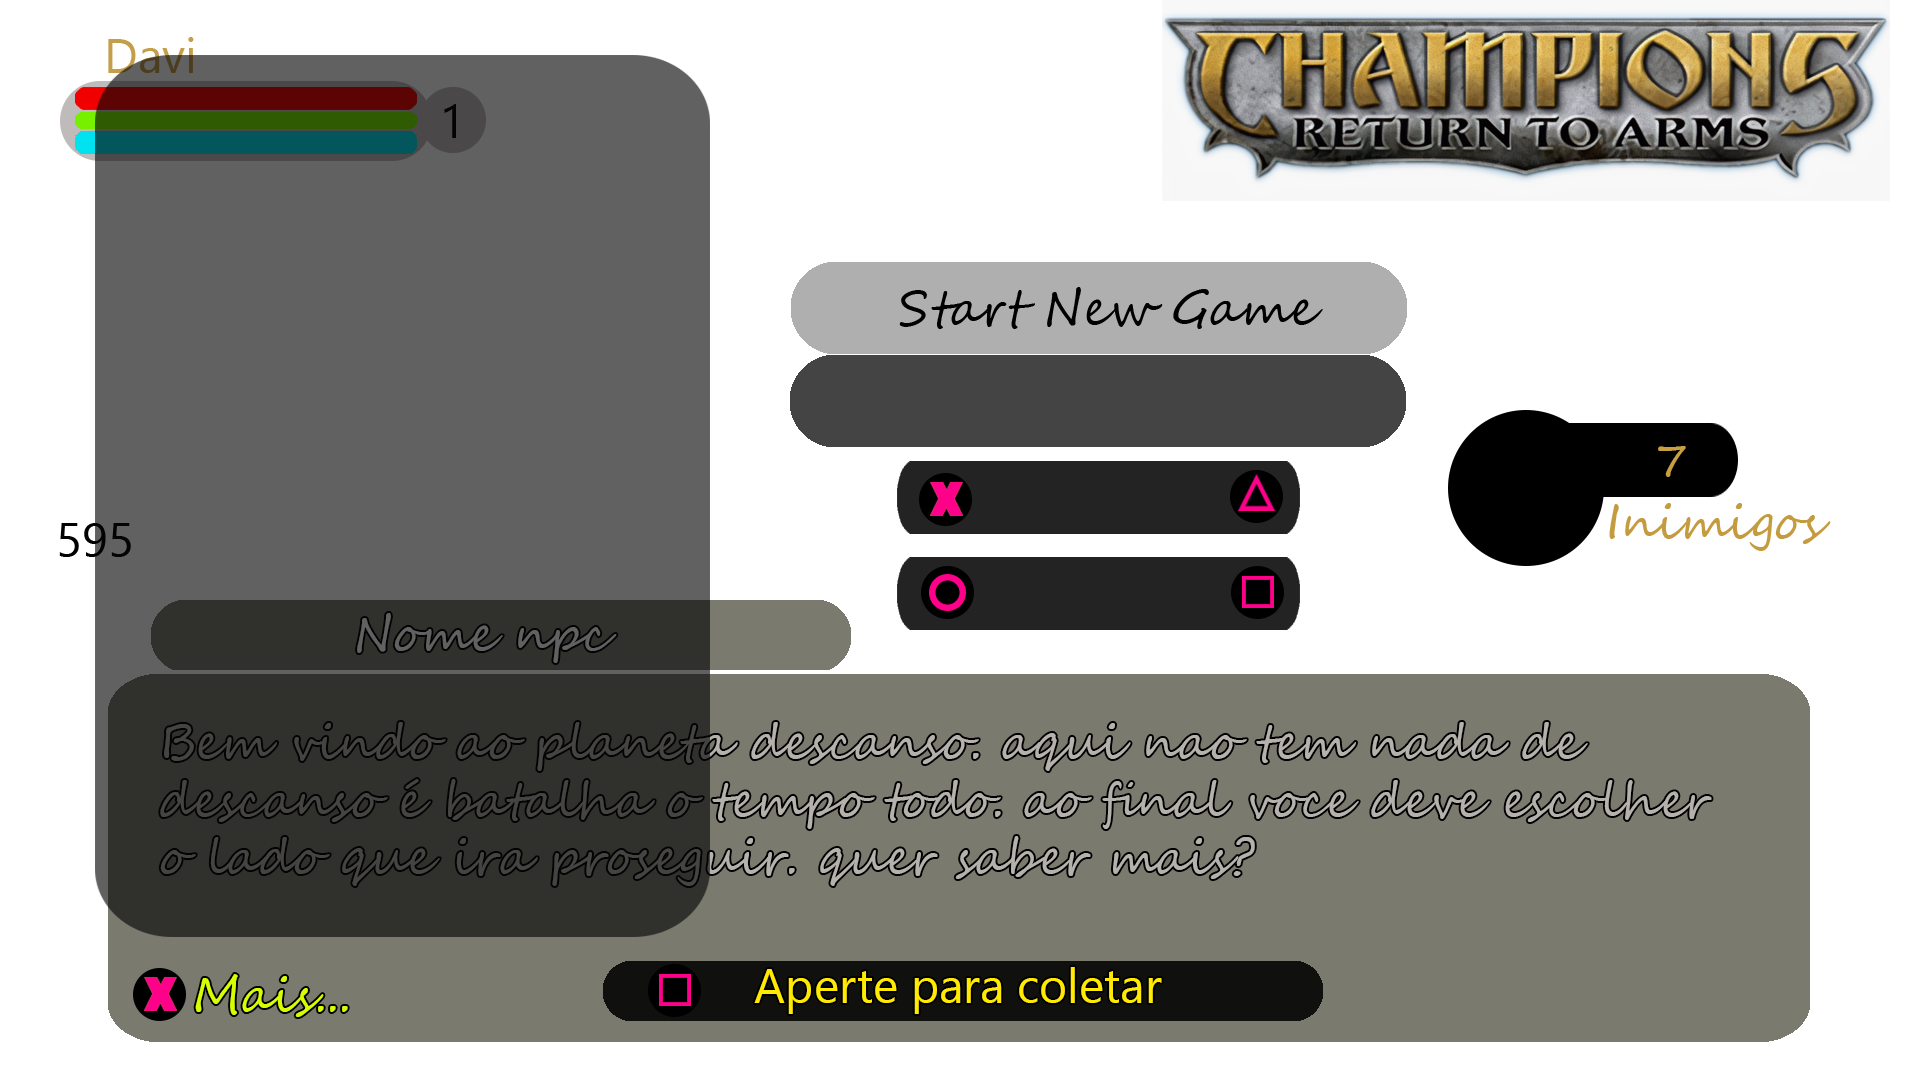 Davi
CHAMPIONS
RETURN TO ARMS
1
Start New Game
7
Inimigos
595
Nome npc
Bem vindo ao planeta descanso. aqui nao tem nada de
descanso é batalha o tempo todo. ao final voce deve escolher
o lado que ira proseguir. quer saber mais?
X Mais...
Aperte para coletar